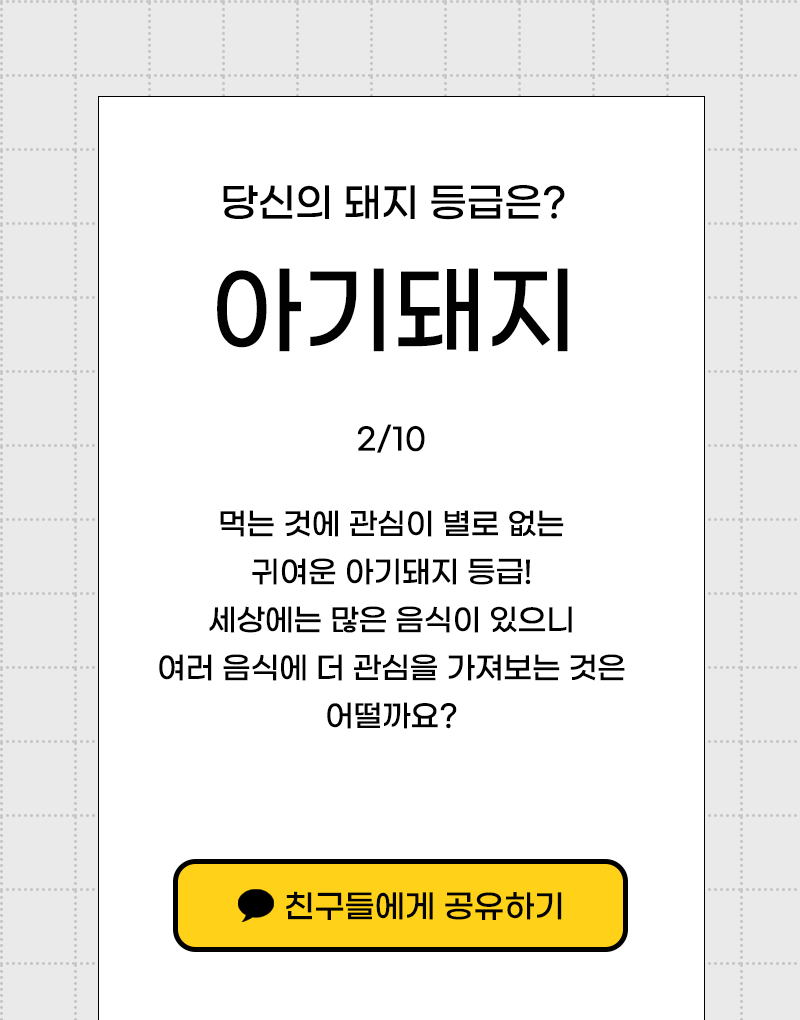 당신의 돼지 등급은?
아기돼지
2/10
먹는 것에 관심이 별로 없는
귀여운 아기돼지 등급!
세상에는 많은 음식이 있으니
여러 음식에 더 관심을 가져보는 것은
어떨까요?
친구들에게 공유하기